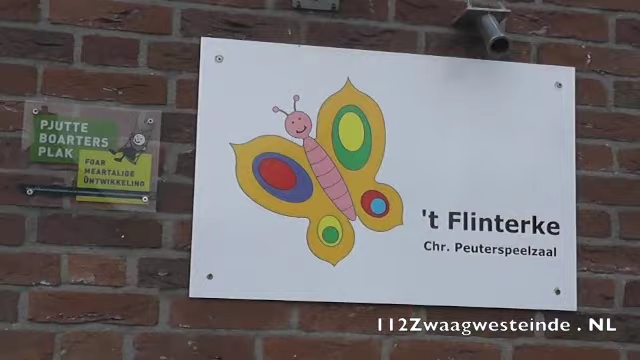 PJUTTE
BOARTERS
PLAK
FOAR
MEARTALIGE
ÛNTWIKKELING
't Flinterke
Chr. Peuterspeelzaal
112Zwaagwesteinde . NL